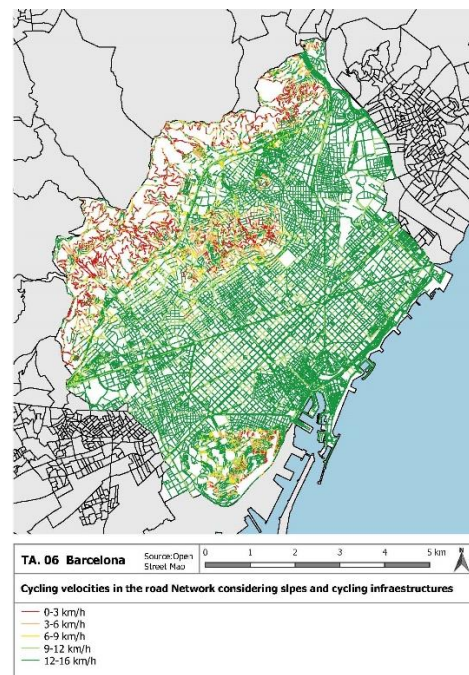 TA. 06 Barcelona
Source:Open
Street Map
0 1 2 3 4 5 km
N
Cycling velocities in the road Network considering slpes and cycling infraestructures
0-3 km/h
3-6 km/h
6-9 km/h
9-12 km/h
12-16 km/h